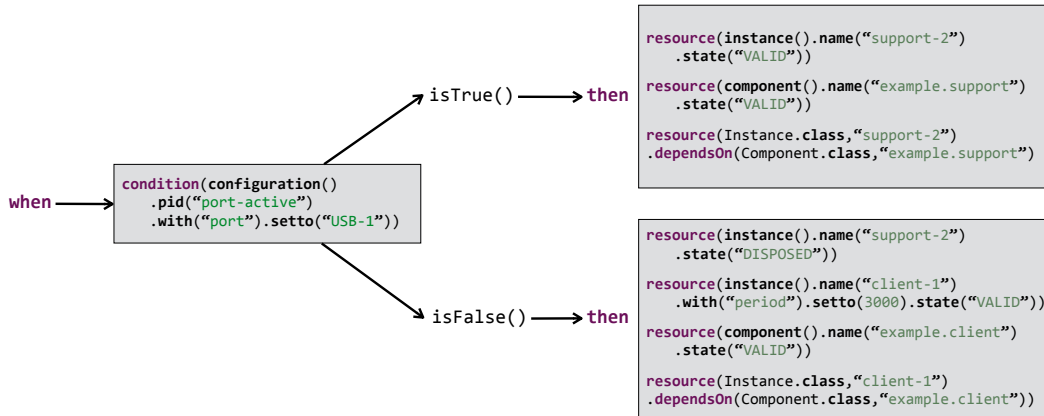 when
condition(configuration()
.pid(“port-active”)
.with(“port”).setto(“USB-1”))
isTrue()
then
resource(instance().name(“support-2”)
.state(“VALID”))
resource(component().name(“example.support”)
.state(“VALID”))
resource(Instance.class,“support-2”)
.dependsOn(Component.class,“example.support”)
isFalse()
then
resource(instance().name(“support-2”)
.state(“DISPOSED”))
resource(instance().name(“client-1”)
.with(“period”).setto(3000).state(“VALID”))
resource(component().name(“example.client”)
.state(“VALID”))
resource(Instance.class,“client-1”)
.dependsOn(Component.class,“example.client”))